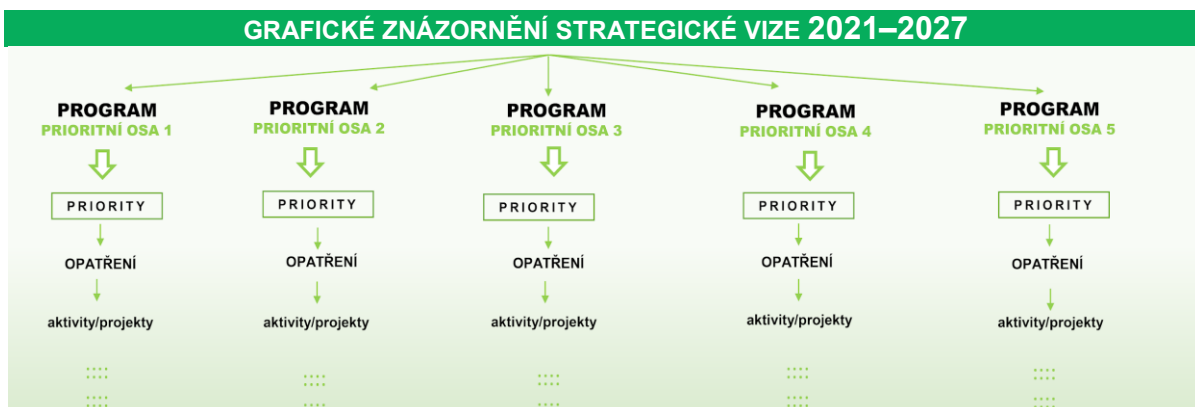 GRAFICKÉ ZNÁZORNĚNÍ STRATEGICKÉ VIZE 2021–2027
PROGRAM
PRIORITNÍ OSA 1
PRIORITY
OPATŘENÍ
aktivity/projekty
PROGRAM
PRIORITNÍ OSA 2
PRIORITY
OPATŘENÍ
aktivity/projekty
PROGRAM
PRIORITNÍ OSA 3
PRIORITY
OPATŘENÍ
aktivity/projekty
PROGRAM
PRIORITNÍ OSA 4
PRIORITY
OPATŘENÍ
aktivity/projekty
PROGRAM
PRIORITNÍ OSA 5
PRIORITY
OPATŘENÍ
aktivity/projekty